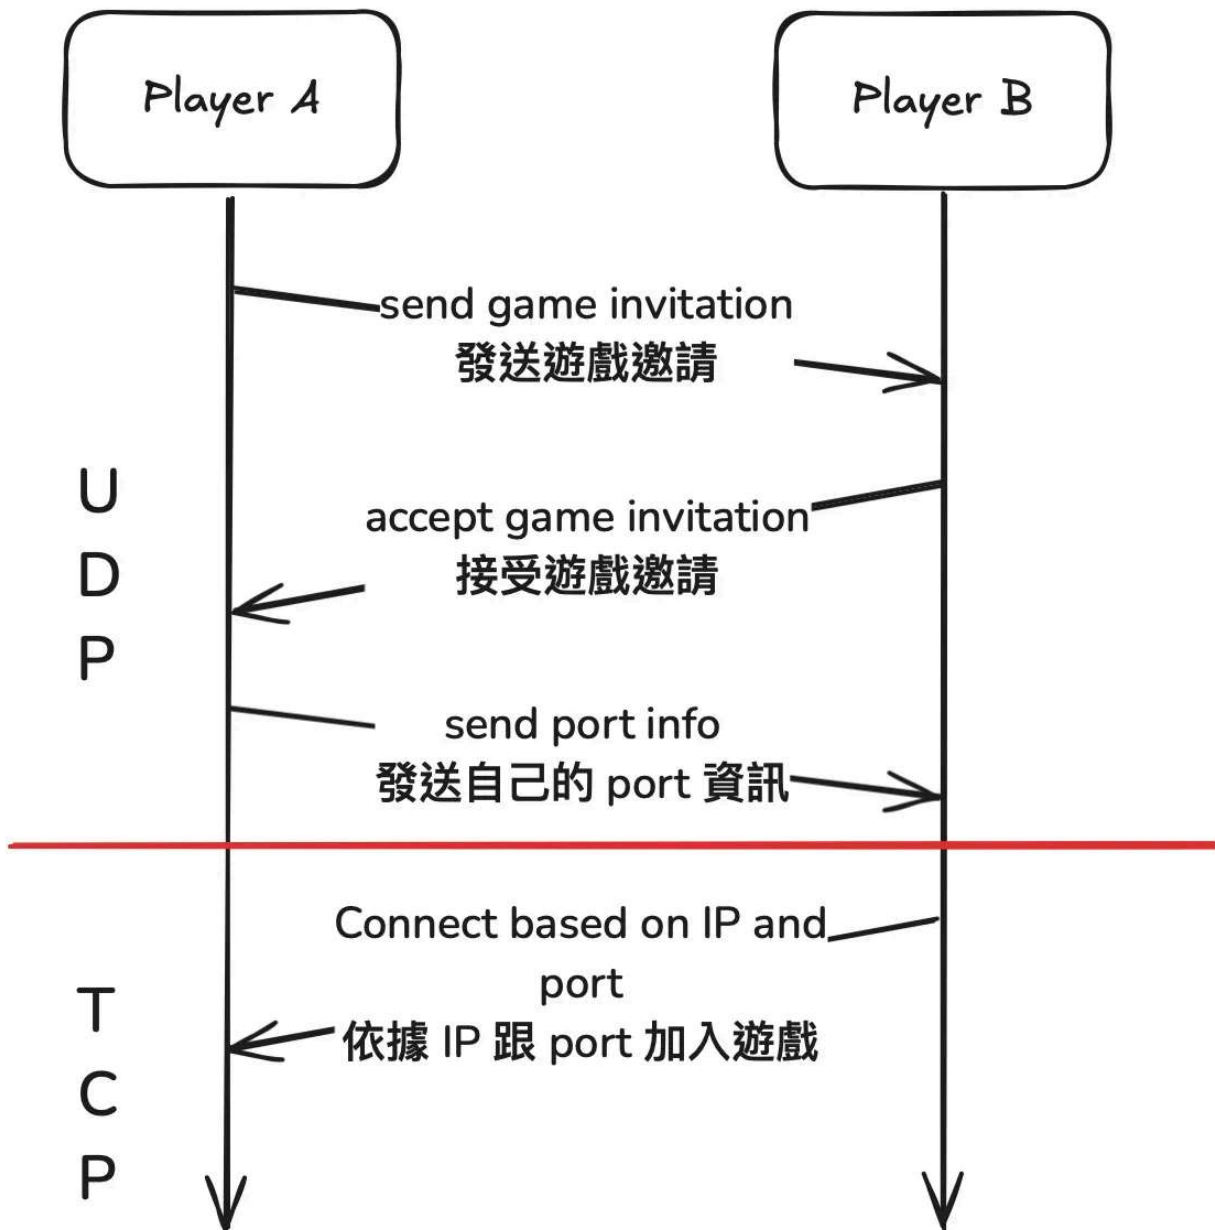 Player A
Player B
send game invitation
發送遊戲邀請
U
D
P
accept game invitation
接受遊戲邀請
send port info
發送自己的 port 資訊
Connect based on IP and
port
依據 IP 跟 port 加入遊戲
T
C
P